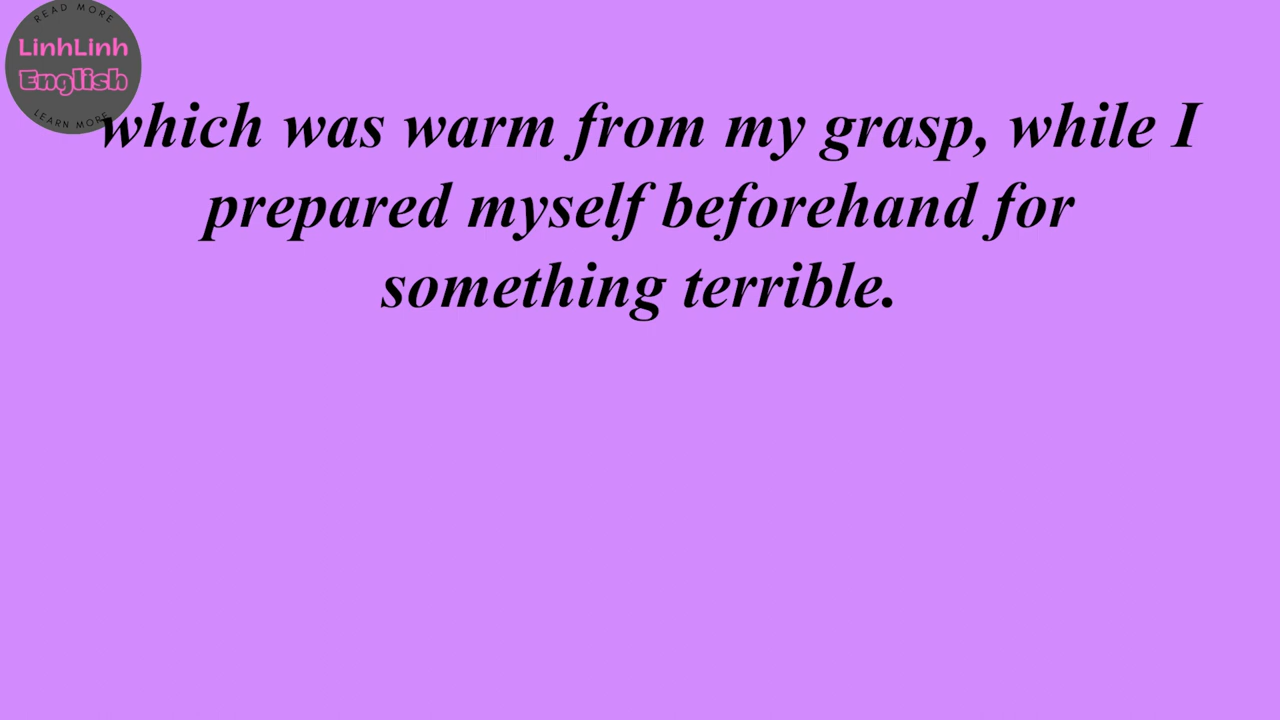 READ MORE
LinhLinh
English
LEARN MORE
which was warm from my grasp, while I
prepared myself beforehand for
something terrible.